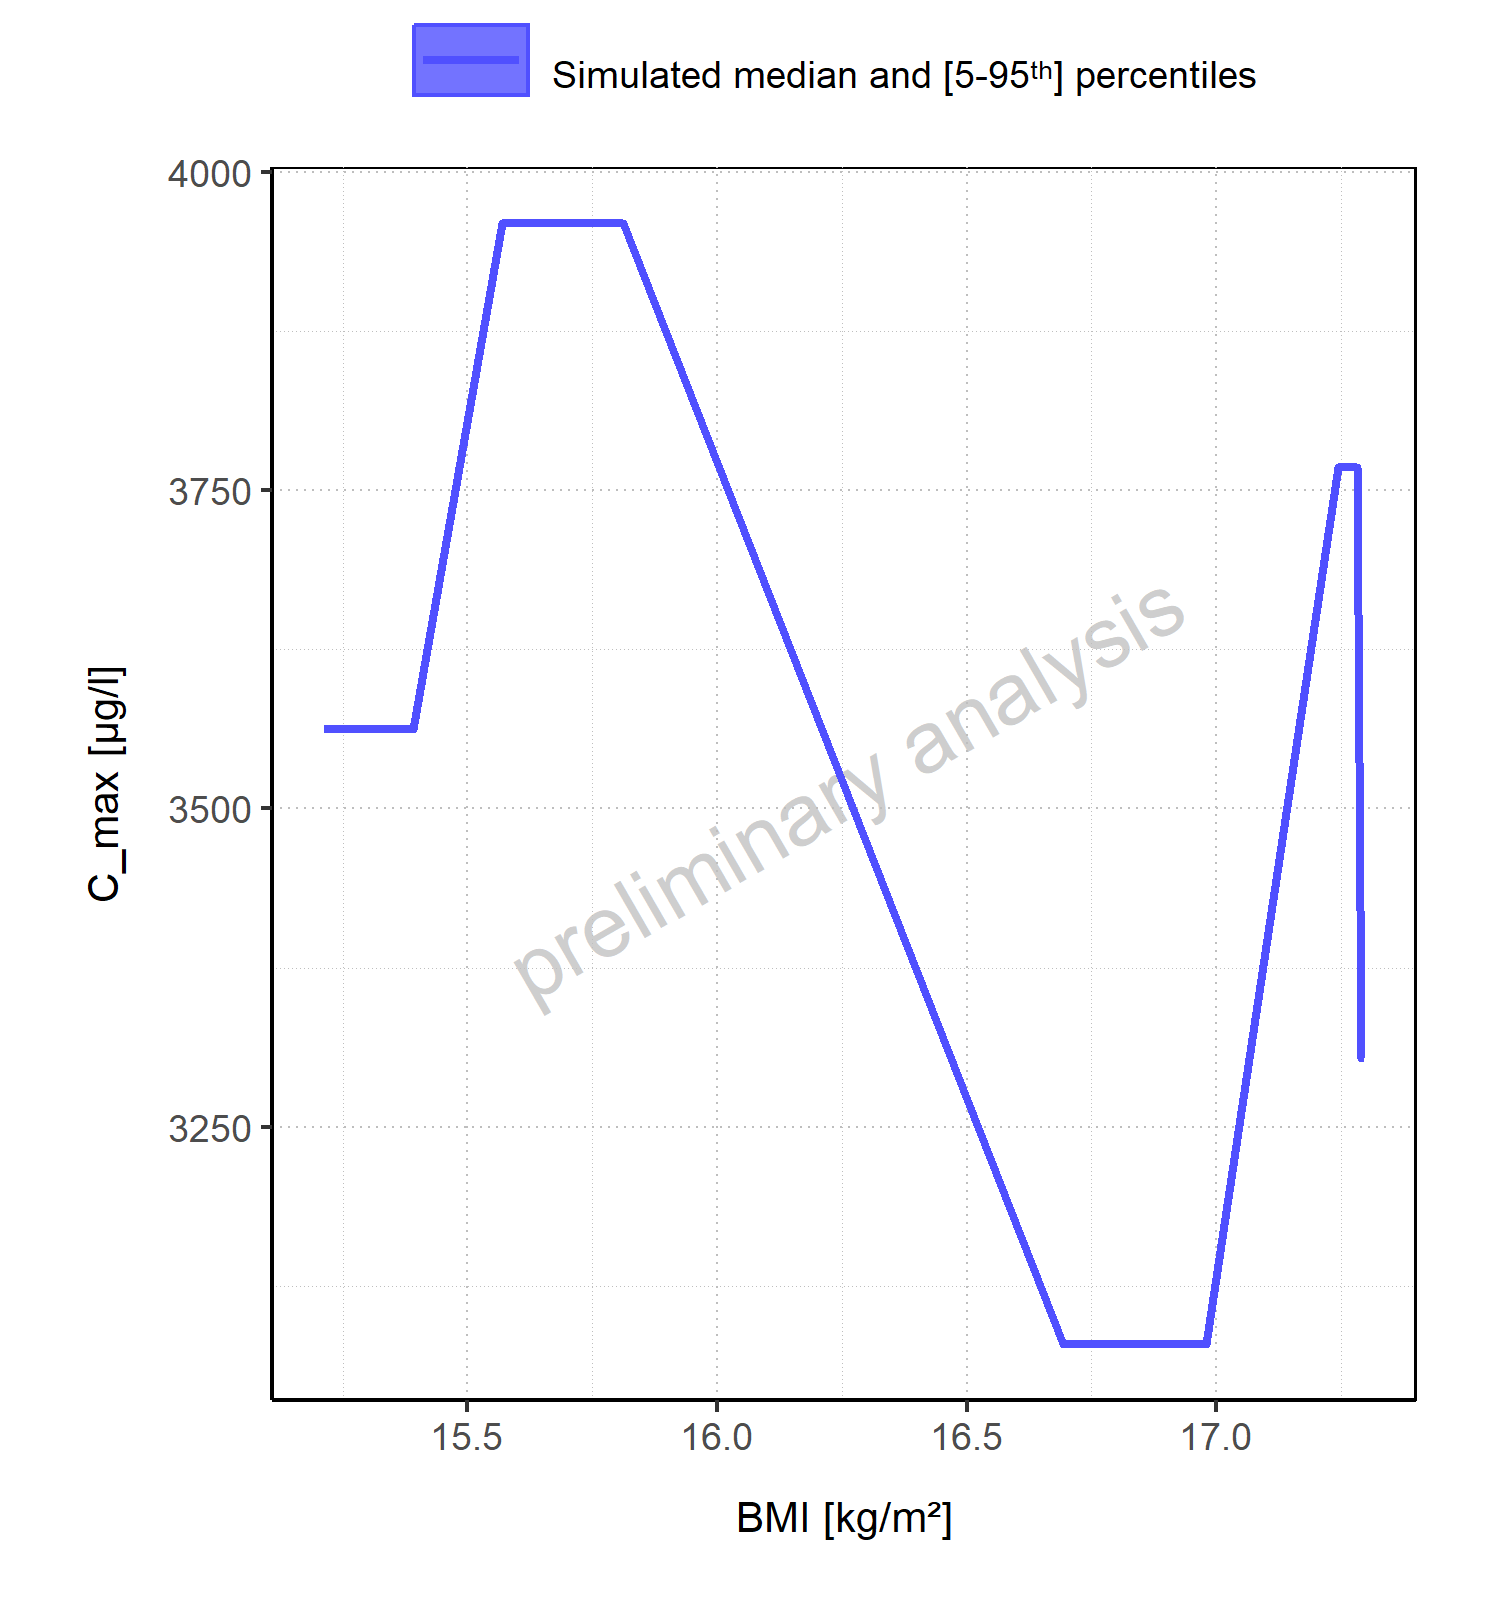 Simulated median and [5-95ᵗʰ] percentiles
4000
3750
3500
3250
C_max [µg/l]
preliminary analysis
15.5 16.0 16.5 17.0
BMI [kg/m²]